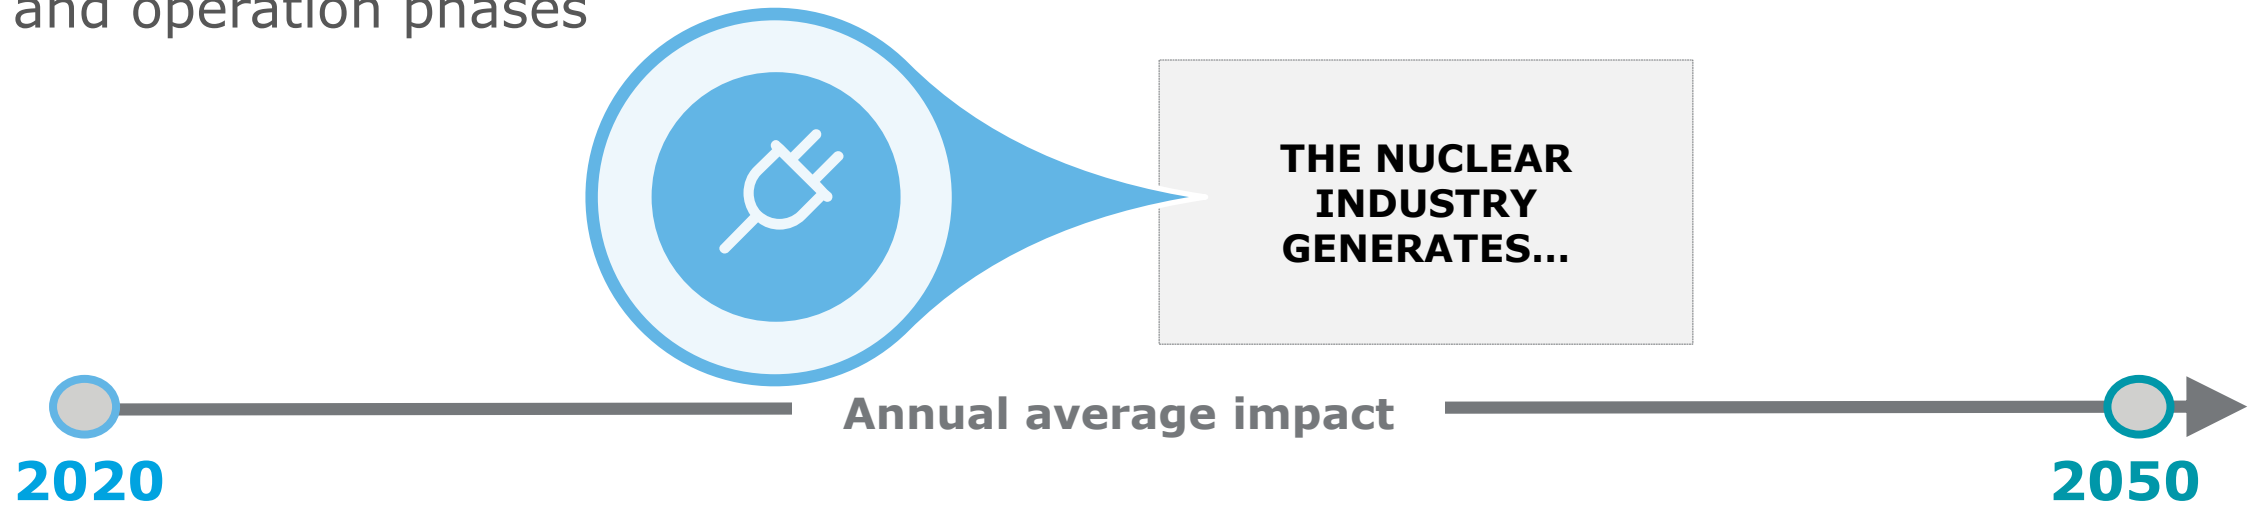 and operation phases
THE NUCLEAR
INDUSTRY
GENERATES...
Annual average impact
2020
2050